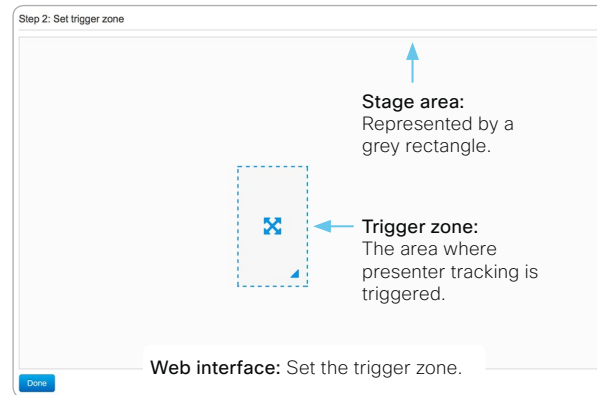 Step 2: Set trigger zone
Stage area:
Represented by a
grey rectangle.
Trigger zone:
The area where
presenter tracking is
triggered.
Web interface: Set the trigger zone.
Done